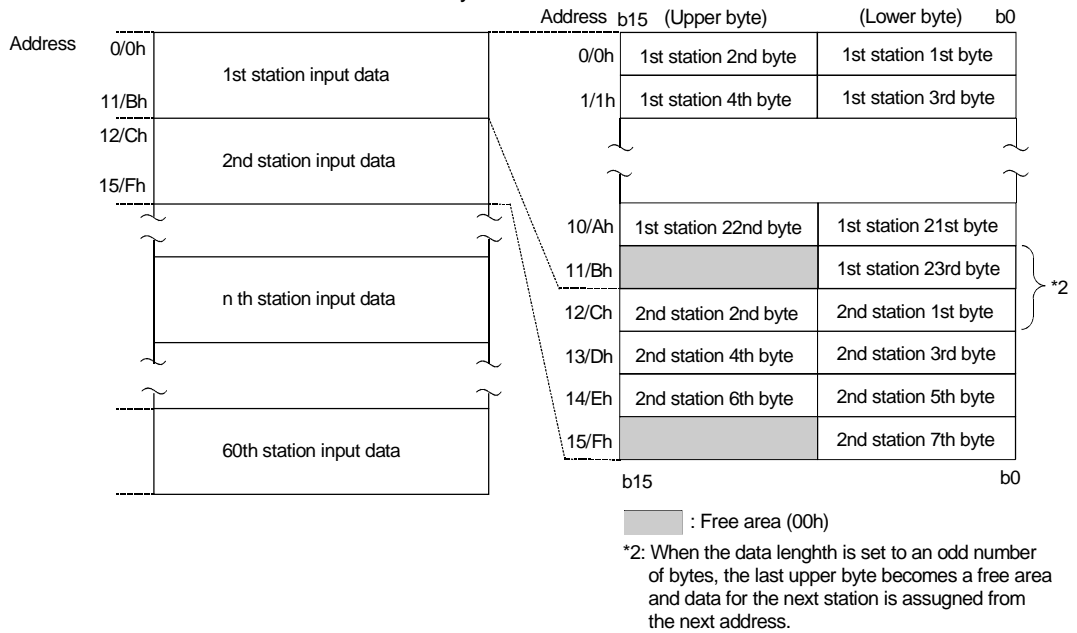 Address
0/0h
1st station input data
11/Bh
12/Ch
2nd station input data
15/Fh
n th station input data
60th station input data
Address b15 (Upper byte) (Lower byte) b0
0/0h 1st station 2nd byte 1st station 1st byte
1/1h 1st station 4th byte 1st station 3rd byte
10/Ah 1st station 22nd byte 1st station 21st byte
11/Bh 1st station 23rd byte
*2
12/Ch 2nd station 2nd byte 2nd station 1st byte
13/Dh 2nd station 4th byte 2nd station 3rd byte
14/Eh 2nd station 6th byte 2nd station 5th byte
15/Fh 2nd station 7th byte
b15 b0
: Free area (00h)
*2: When the data lenghth is set to an odd number
of bytes, the last upper byte becomes a free area
and data for the next station is assugned from
the next address.